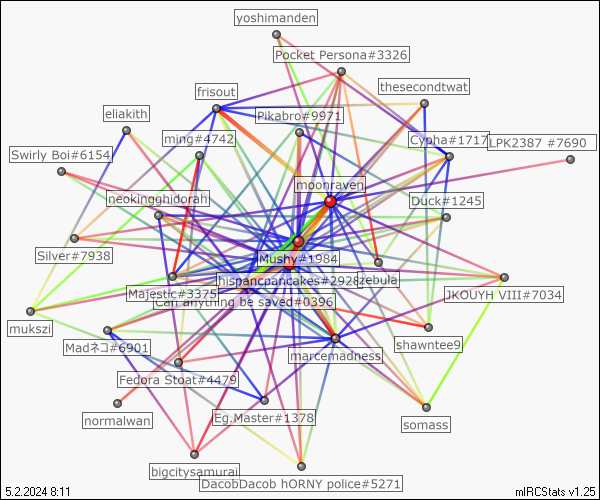 yoshimanden
Pocket Persona#3326
thesecondtwat
frisout
Pikabro#9971
eliakith
ming#4742
Cypha#1717
LPK2387 #7690
Swirly Boi#6154
moonraven
neokingghidorah
Duck#1245
Silver#7938
Mushy#1984
hispancpancakes#2928
zebula
Majestic#3375
JKOUYH VIII#7034
Can anything be saved#0396
mukszi
Madネコ#6901
marcemadness
shawntee9
Fedora Stoat#4479
normalwan
Eg.Master#1378
somass
bigcitysamurai
DacobDacob hORNY police#5271
5.2.2024 8:11
mIRCStats v1.25